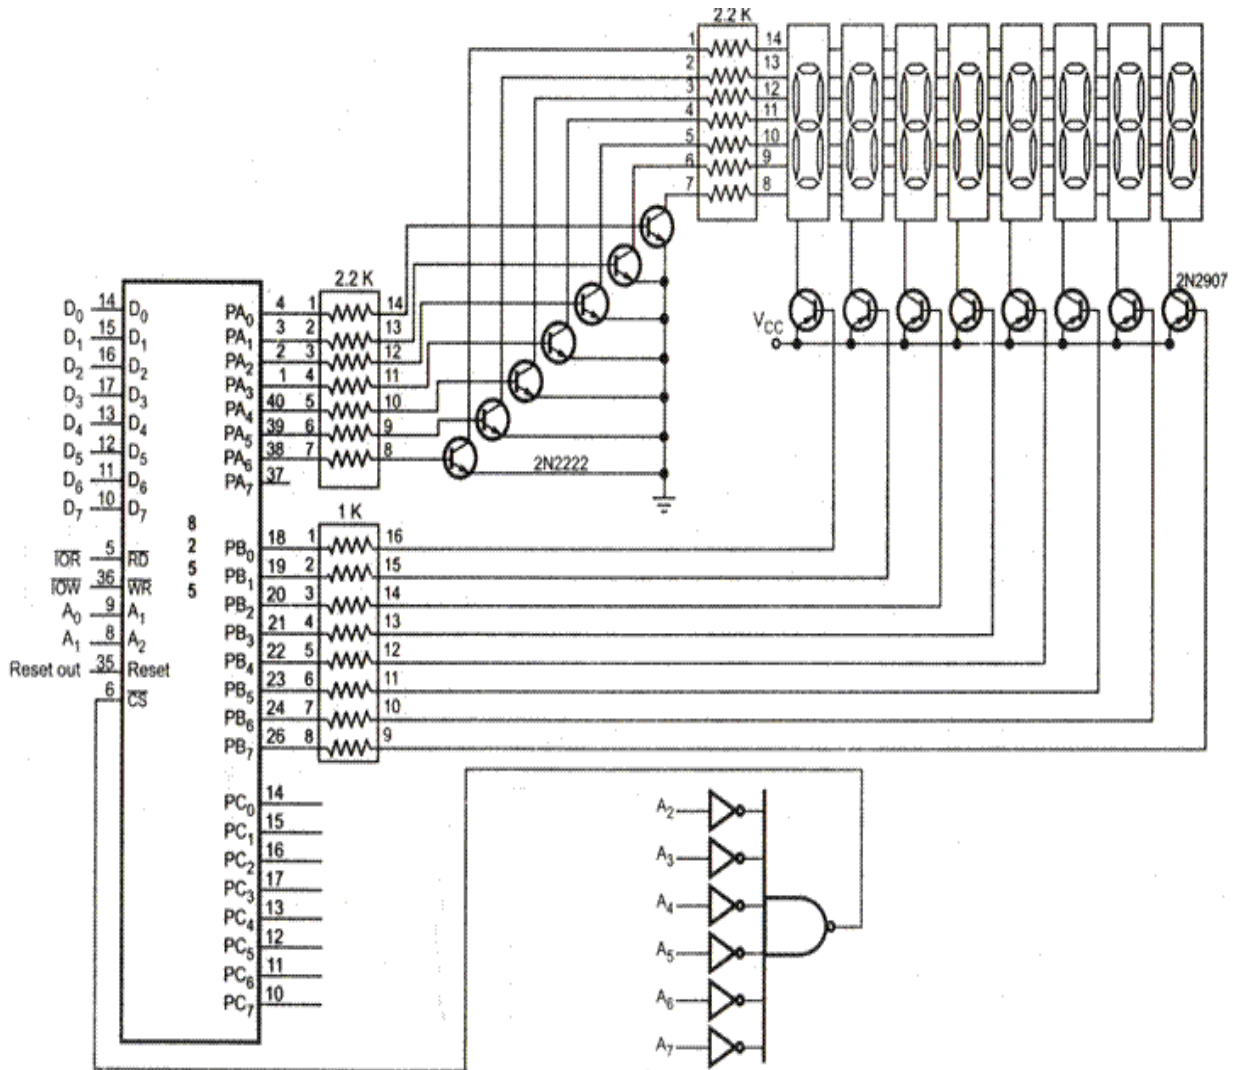 2.2 K
1 14
2 13
3 12
4 11
5 10
6 9
7 8
2N2907
V_CC
2.2 K
D0 14 D0 PA0 4 1 14
D1 15 D1 PA1 3 2 13
D2 16 D2 PA2 2 3 12
D3 17 D3 PA3 1 4 11
D4 13 D4 PA4 40 5 10
D5 12 D5 PA5 39 6 9
D6 11 D6 PA6 38 7 8
D7 10 D7 PA7 37
2N2222
8255
1 K
IOR 5 RD PB0 18 1 16
IOW 36 WR PB1 19 2 15
A0 9 A1 PB2 20 3 14
A1 8 A2 PB3 21 4 13
Reset out 35 Reset PB4 22 5 12
6 CS PB5 23 6 11
PB6 24 7 10
PB7 26 8 9
PC0 14
PC1 15
PC2 16
PC3 17
PC4 13
PC5 12
PC6 11
PC7 10
A2
A3
A4
A5
A6
A7